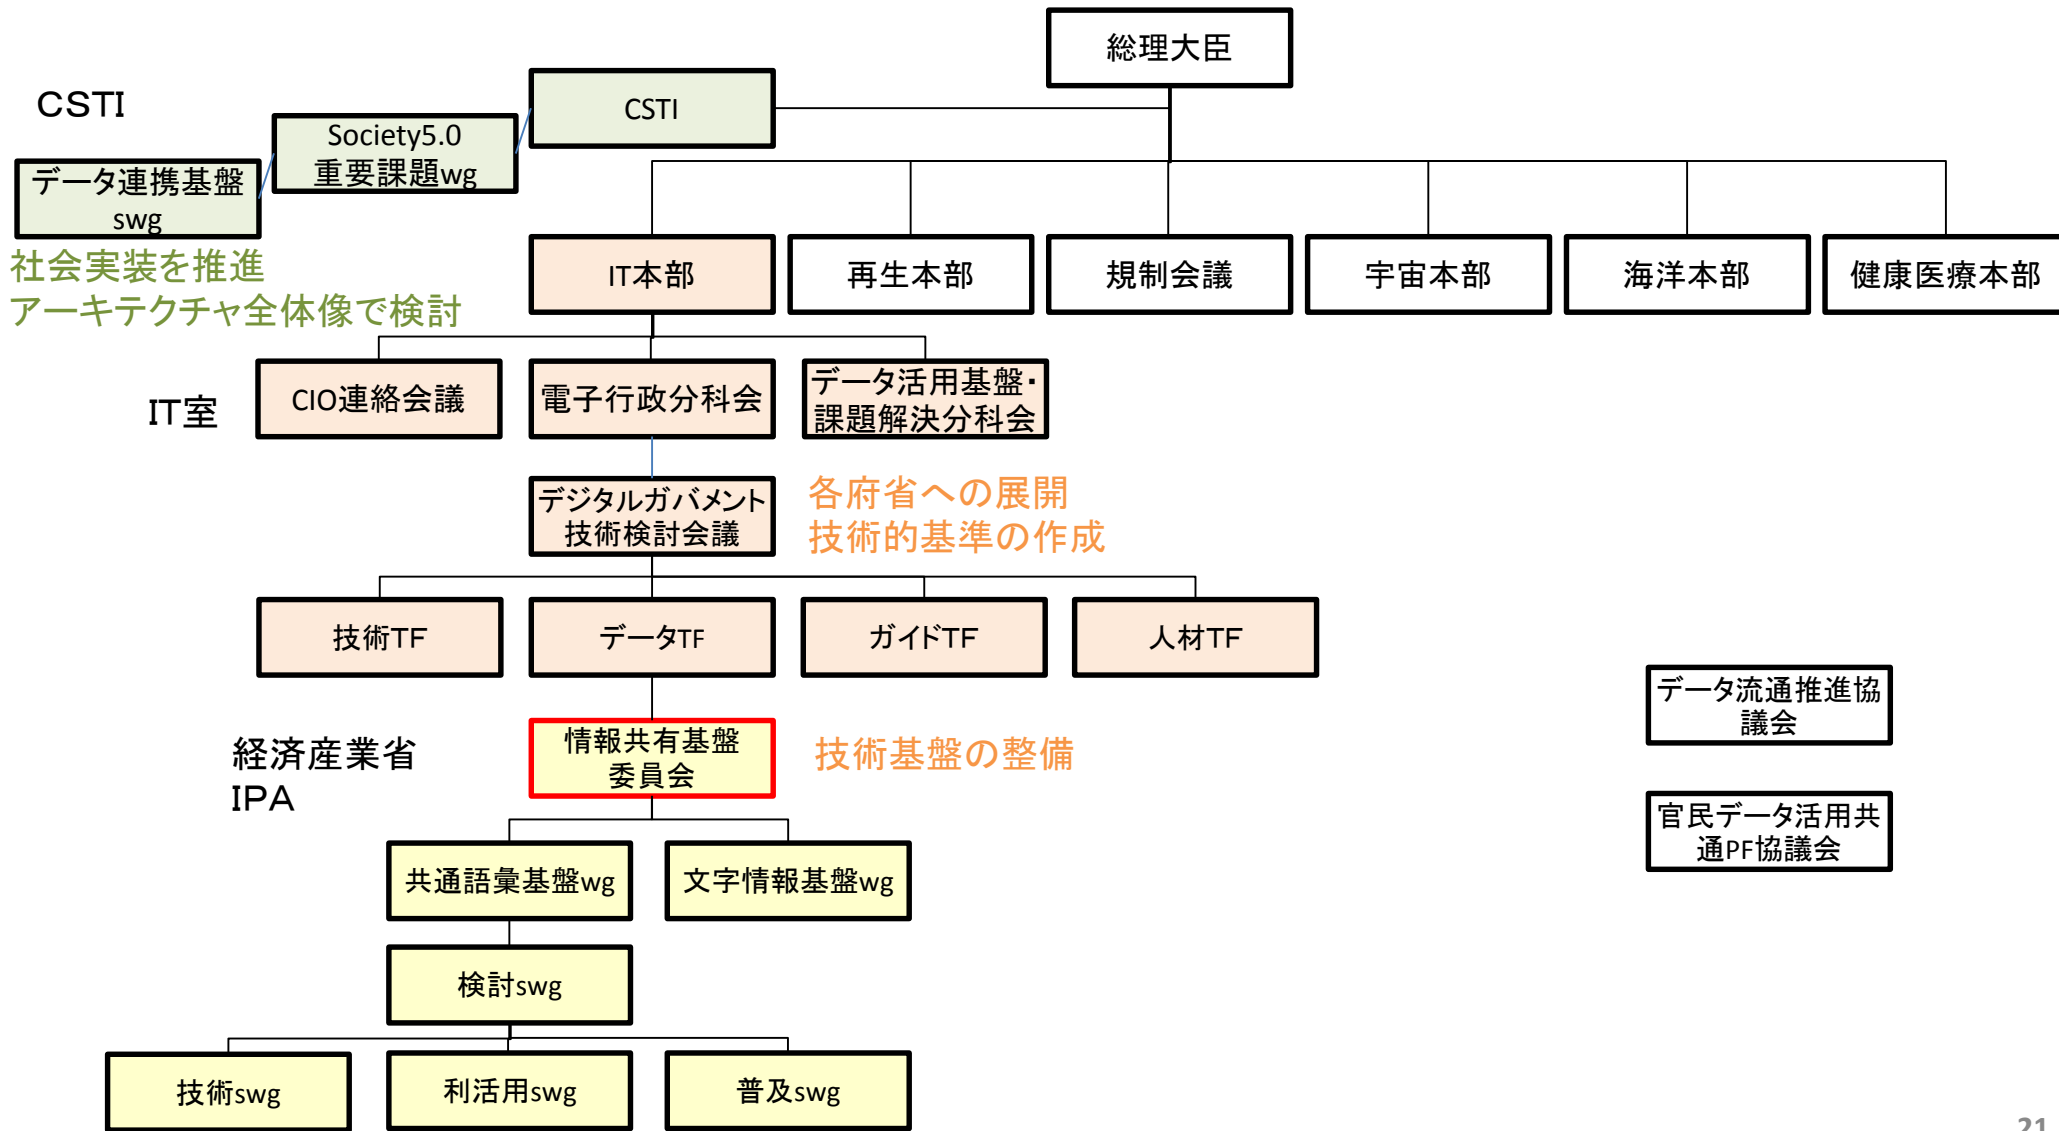 総理大臣
CSTI
CSTI
Society5.0
重要課題wg
データ連携基盤
swg
社会実装を推進
アーキテクチャ全体像で検討
IT本部
再生本部
規制会議
宇宙本部
海洋本部
健康医療本部
IT室
CIO連絡会議
電子行政分科会
データ活用基盤・
課題解決分科会
デジタルガバメント
技術検討会議
各府省への展開
技術的基準の作成
技術TF
データTF
ガイドTF
人材TF
データ流通推進協
議会
経済産業省
IPA
情報共有基盤
委員会
技術基盤の整備
官民データ活用共
通PF協議会
共通語彙基盤wg
文字情報基盤wg
検討swg
技術swg
利活用swg
普及swg
21